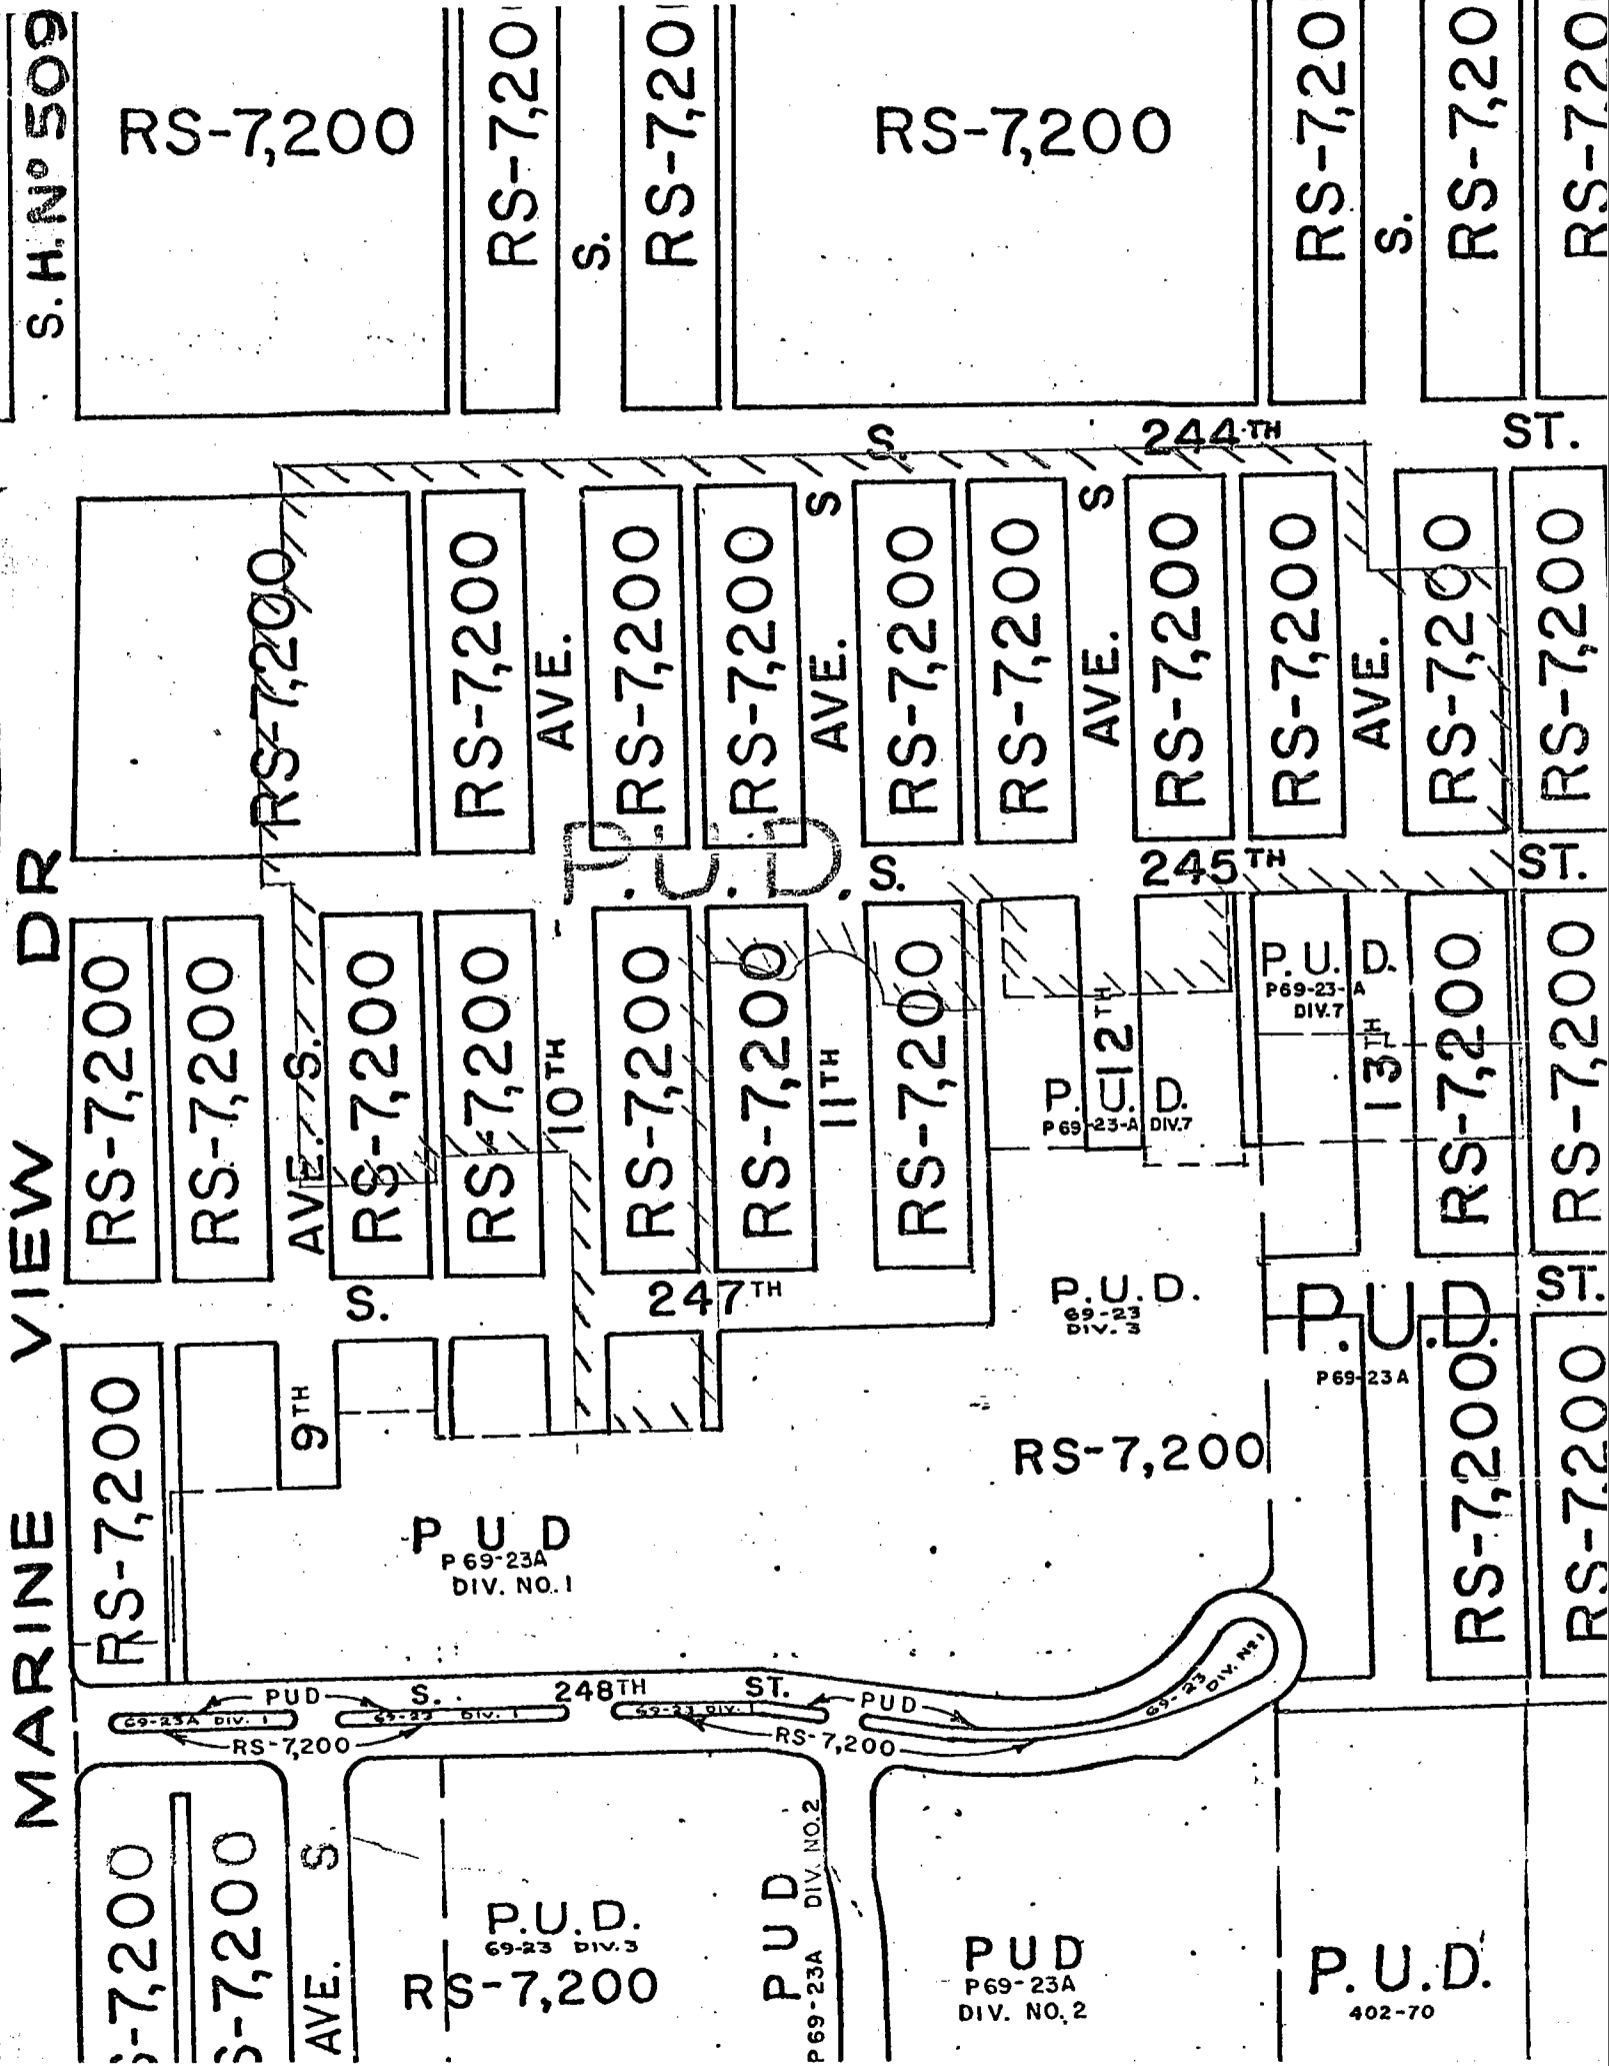 S. H. Nº 509
RS-7,200
RS-7,20
S.
RS-7,20
RS-7,200
RS-7,20
S.
RS-7,20
RS-7,20
S. 244TH ST.
RS-7,200
RS-7,200
AVE.
RS-7,200
RS-7,200
S
AVE.
RS-7,200
RS-7,200
S
AVE.
RS-7,200
RS-7,200
AVE.
RS-7,200
RS-7,200
P.U.D.
S. 245TH ST.
MARINE VIEW DR
RS-7,200
RS-7,200
AVE. S.
RS-7,200
RS-7,200
10TH
RS-7,200
RS-7,200
11TH
RS-7,200
P.U.D.
P69-23-A DIV.7
12TH
P.U.D.
P69-23-A
DIV.7
13TH
RS-7,200
RS-7,200
S. 247TH ST.
P.U.D.
69-23
DIV. 3
P.U.D.
P69-23A
RS-7,200
9TH
RS-7,200
RS-7,200
RS-7,200
P U D
P69-23A
DIV. NO. 1
PUD
S. 248TH ST.
PUD
69-23A DIV. 1
69-23 DIV. 1
69-23 DIV. 1
69-23 DIV. Nº1
RS-7,200
RS-7,200
S-7,200
S-7,200
AVE. S
P.U.D.
69-23 DIV.3
RS-7,200
PUD
P69-23A DIV. NO.2
PUD
P69-23A
DIV. NO. 2
P.U.D.
402-70